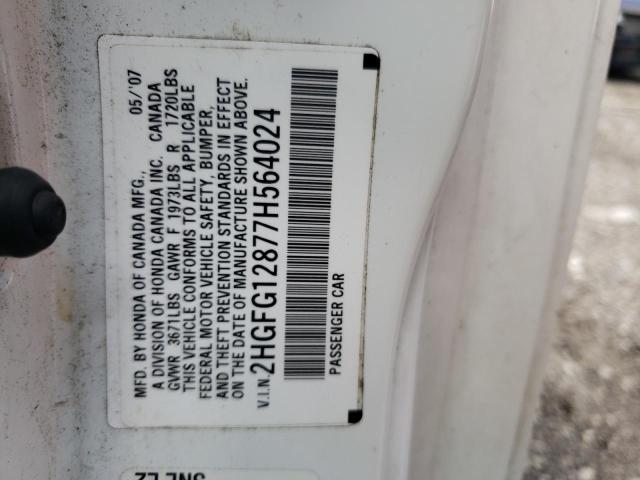 MFD. BY HONDA OF CANADA MFG., 05/'07
A DIVISION OF HONDA CANADA INC. CANADA
GVWR 3671LBS GAWR F 1973LBS R 1720LBS
THIS VEHICLE CONFORMS TO ALL APPLICABLE
FEDERAL MOTOR VEHICLE SAFETY, BUMPER,
AND THEFT PREVENTION STANDARDS IN EFFECT
ON THE DATE OF MANUFACTURE SHOWN ABOVE.
V.I.N. 2HGFG12877H564024
PASSENGER CAR